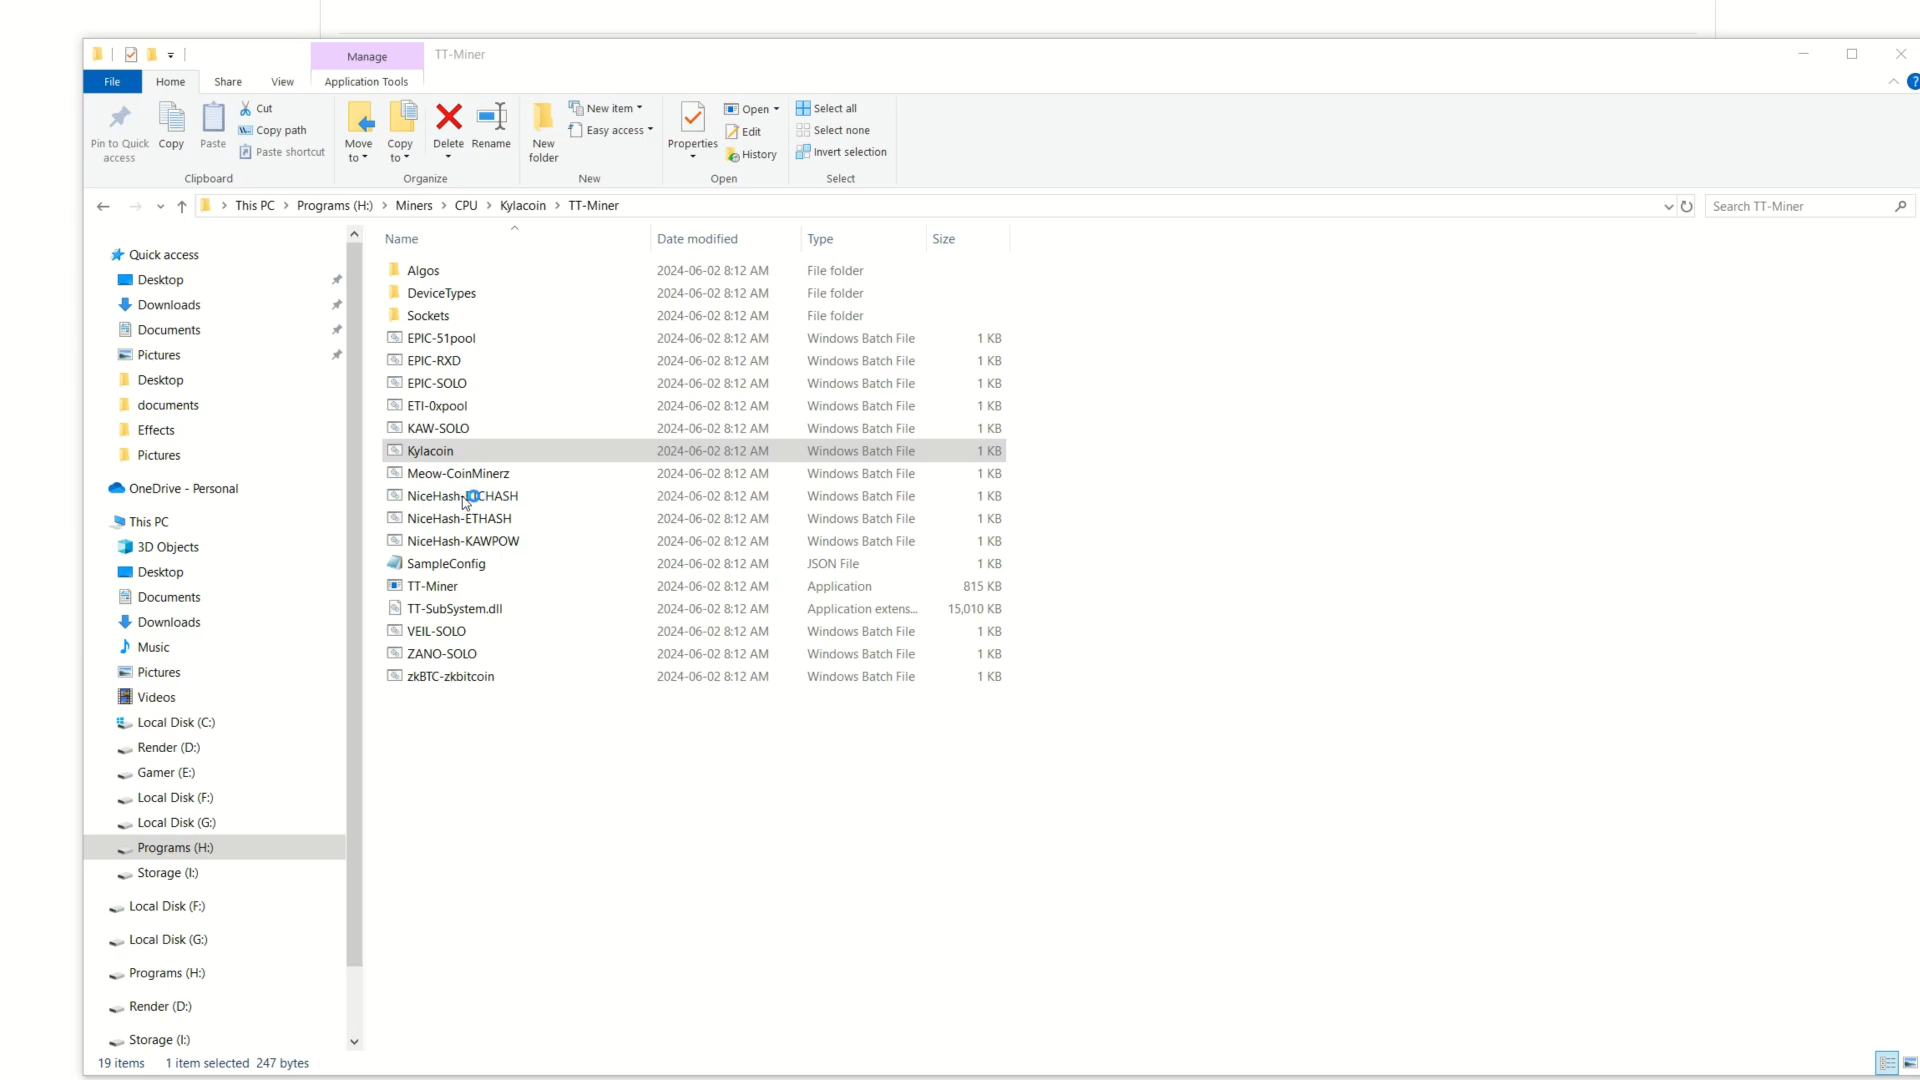 Manage TT-Miner
File Home Share View Application Tools
Pin to Quick access
Copy
Paste
Cut
Copy path
Paste shortcut
Clipboard
Move to
Copy to
Delete
Rename
Organize
New folder
New item
Easy access
New
Properties
Open
Edit
History
Open
Select all
Select none
Invert selection
Select
This PC > Programs (H:) > Miners > CPU > Kylacoin > TT-Miner
Search TT-Miner
Quick access
Desktop
Downloads
Documents
Pictures
Desktop
documents
Effects
Pictures
OneDrive - Personal
This PC
3D Objects
Desktop
Documents
Downloads
Music
Pictures
Videos
Local Disk (C:)
Render (D:)
Gamer (E:)
Local Disk (F:)
Local Disk (G:)
Programs (H:)
Storage (I:)
Local Disk (F:)
Local Disk (G:)
Programs (H:)
Render (D:)
Storage (I:)
Name Date modified Type Size
Algos 2024-06-02 8:12 AM File folder
DeviceTypes 2024-06-02 8:12 AM File folder
Sockets 2024-06-02 8:12 AM File folder
EPIC-51pool 2024-06-02 8:12 AM Windows Batch File 1 KB
EPIC-RXD 2024-06-02 8:12 AM Windows Batch File 1 KB
EPIC-SOLO 2024-06-02 8:12 AM Windows Batch File 1 KB
ETI-0xpool 2024-06-02 8:12 AM Windows Batch File 1 KB
KAW-SOLO 2024-06-02 8:12 AM Windows Batch File 1 KB
Kylacoin 2024-06-02 8:12 AM Windows Batch File 1 KB
Meow-CoinMinerz 2024-06-02 8:12 AM Windows Batch File 1 KB
2024-06-02 8:12 AM Windows Batch File 1 KB
NiceHash-ETHASH 2024-06-02 8:12 AM Windows Batch File 1 KB
NiceHash-KAWPOW 2024-06-02 8:12 AM Windows Batch File 1 KB
SampleConfig 2024-06-02 8:12 AM JSON File 1 KB
TT-Miner 2024-06-02 8:12 AM Application 815 KB
TT-SubSystem.dll 2024-06-02 8:12 AM Application extens... 15,010 KB
VEIL-SOLO 2024-06-02 8:12 AM Windows Batch File 1 KB
ZANO-SOLO 2024-06-02 8:12 AM Windows Batch File 1 KB
zkBTC-zkbitcoin 2024-06-02 8:12 AM Windows Batch File 1 KB
19 items 1 item selected 247 bytes